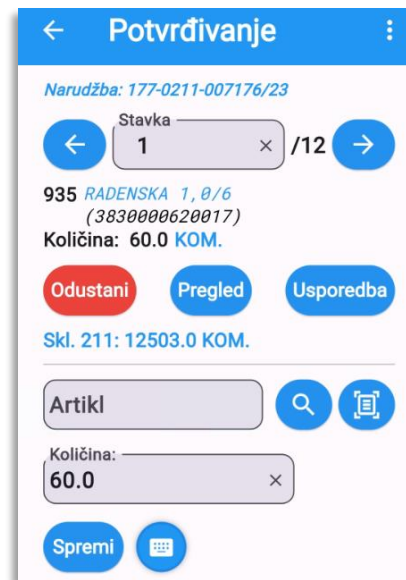 Potvrđivanje
Narudžba: 177-0211-007176/23
Stavka
1 /12
935 RADENSKA 1,0/6
(3830000620017)
Količina: 60.0 KOM.
Odustani Pregled Usporedba
Skl. 211: 12503.0 KOM.
Artikl
Količina:
60.0
Spremi